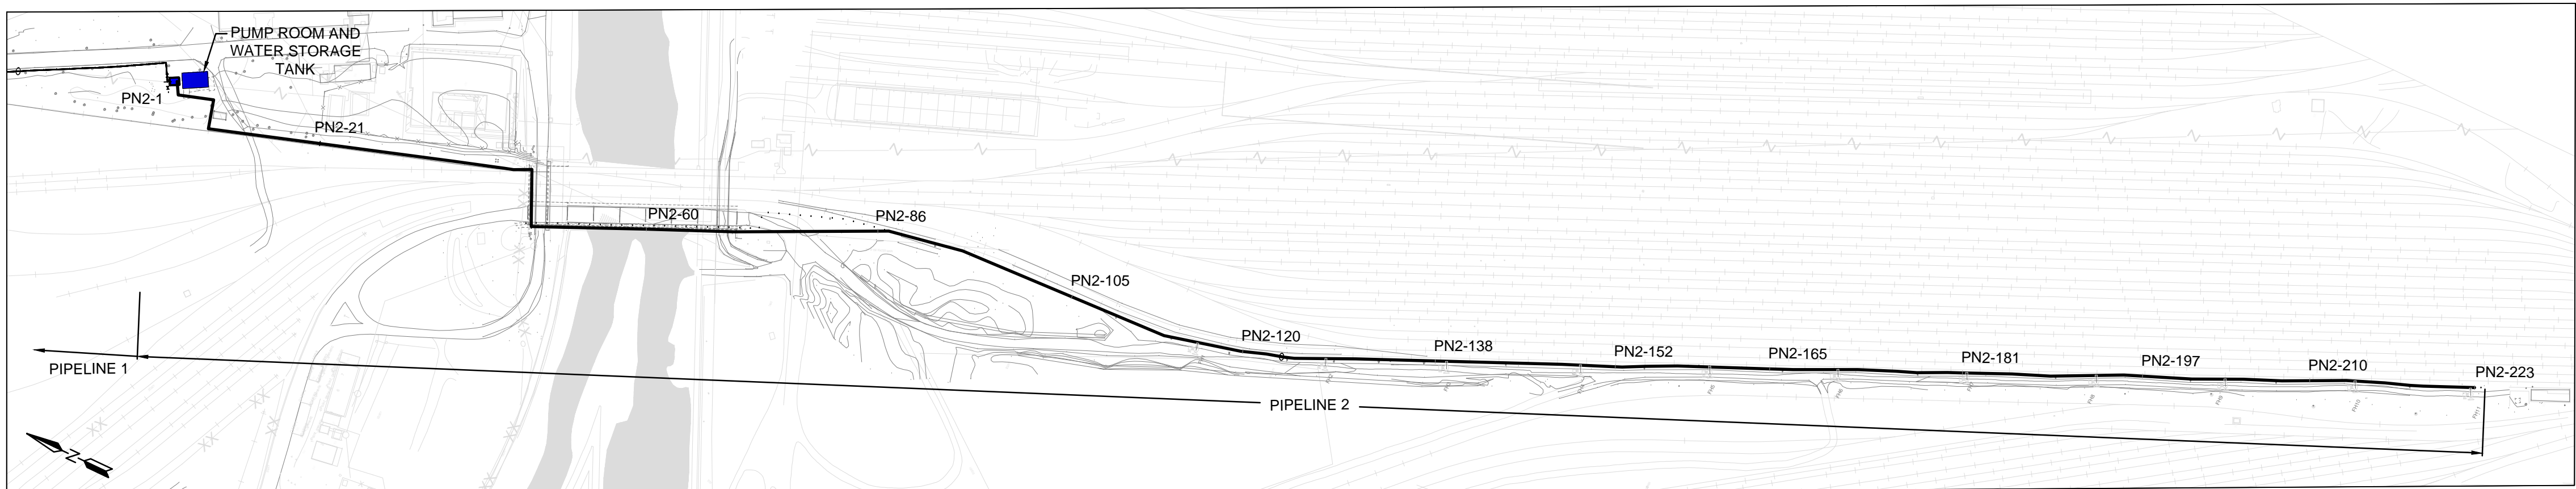 PUMP ROOM AND
WATER STORAGE
TANK
PN2-1
PN2-21
PN2-60
PN2-86
PN2-105
PN2-120
PN2-138
PN2-152
PN2-165
PN2-181
PN2-197
PN2-210
PN2-223
PIPELINE 1
PIPELINE 2
N